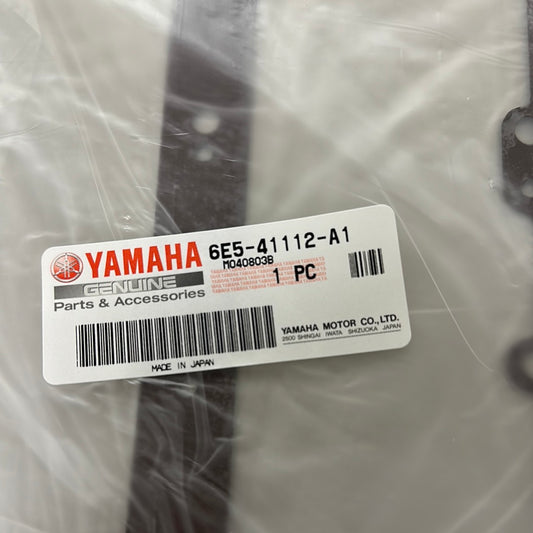 YAMAHA 6E5-41112-A1
M040803B
GENUINE 1 PC
Parts & Accessories
YAMAHA MOTOR CO.,LTD.
2500 SHINGAI IWATA SHIZUOKA JAPAN
MADE IN JAPAN